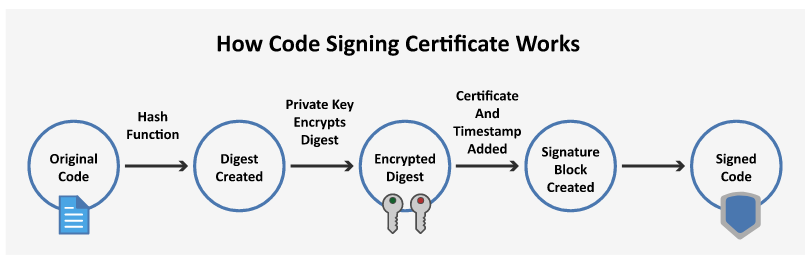 How Code Signing Certificate Works
Hash
Function
Private Key
Encrypts
Digest
Certificate
And
Timestamp
Added
Original
Code
Digest
Created
Encrypted
Digest
Signature
Block
Created
Signed
Code